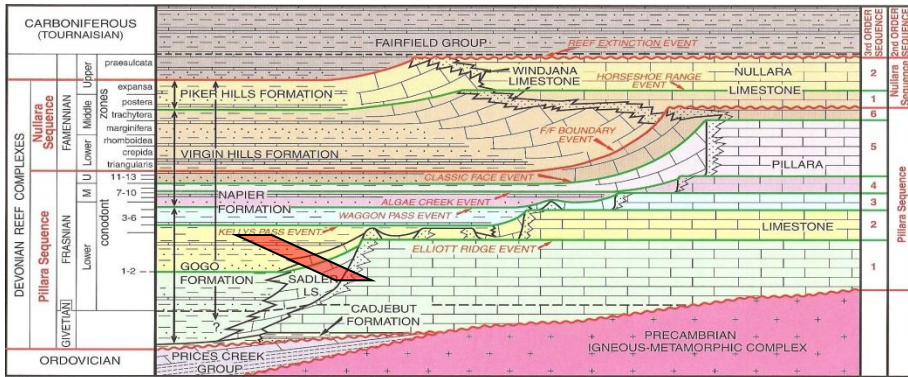 CARBONIFEROUS
(TOURNAISIAN)
FAIRFIELD GROUP
REEF EXTINCTION EVENT
3RD ORDER
SEQUENCE
2ND ORDER
SEQUENCE
DEVONIAN REEF COMPLEXES
Nullara
Sequence
FAMENNIAN
Upper
Middle
Lower
zones
praesulcata
expansa
postera
trachytera
marginifera
rhomboidea
crepida
triangularis
PIKER HILLS FORMATION
WINDJANA
LIMESTONE
HORSESHOE RANGE
EVENT
NULLARA
LIMESTONE
2
1
Nullara
Sequence
F/F BOUNDARY
EVENT
VIRGIN HILLS FORMATION
CLASSIC FACE EVENT
PILLARA
LIMESTONE
6
5
4
3
2
1
Pillara Sequence
Pillara Sequence
FRASNIAN
U
M
Lower
conodont
11-13
7-10
3-6
1-2
NAPIER
FORMATION
ALGAE CREEK EVENT
WAGGON PASS EVENT
KELLYS PASS EVENT
ELLIOTT RIDGE EVENT
GOGO
FORMATION
SADLER
LS.
GIVETIAN
?
CADJEBUT
FORMATION
ORDOVICIAN
PRICES CREEK
GROUP
PRECAMBRIAN
IGNEOUS-METAMORPHIC COMPLEX